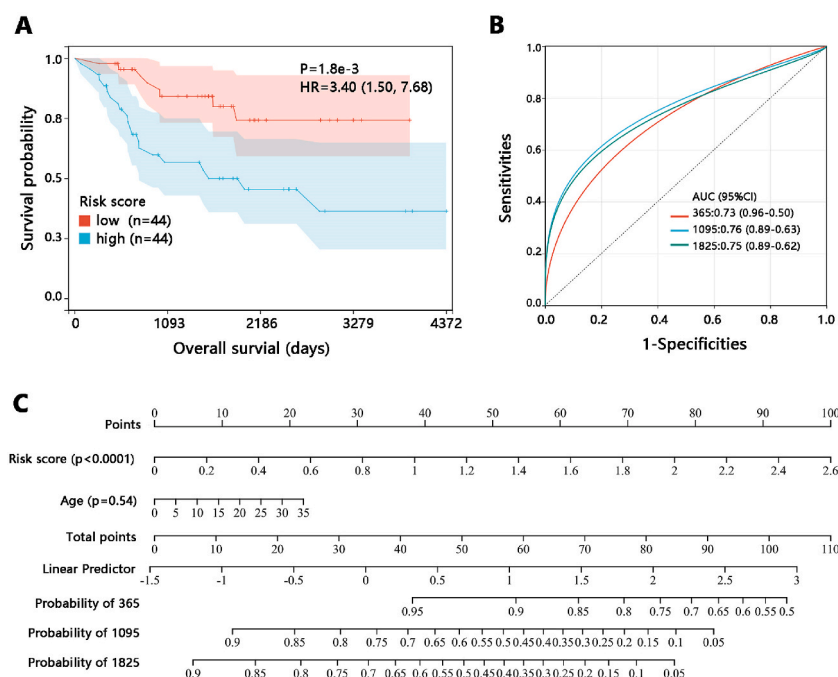 A
P=1.8e-3
HR=3.40 (1.50, 7.68)
Survival probability
1.0
0.8
0.5
0.3
0.0
Risk score
low (n=44)
high (n=44)
0 1093 2186 3279 4372
Overall survial (days)
B
Sensitivities
1.0
0.8
0.6
0.4
0.2
0.0
AUC (95%CI)
365:0.73 (0.96-0.50)
1095:0.76 (0.89-0.63)
1825:0.75 (0.89-0.62)
0.0 0.2 0.4 0.6 0.8 1.0
1-Specificities
C
Points 0 10 20 30 40 50 60 70 80 90 100
Risk score (p<0.0001) 0 0.2 0.4 0.6 0.8 1 1.2 1.4 1.6 1.8 2 2.2 2.4 2.6
Age (p=0.54) 0 5 10 15 20 25 30 35
Total points 0 10 20 30 40 50 60 70 80 90 100 110
Linear Predictor -1.5 -1 -0.5 0 0.5 1 1.5 2 2.5 3
Probability of 365 0.95 0.9 0.85 0.8 0.75 0.7 0.65 0.6 0.55 0.5
Probability of 1095 0.9 0.85 0.8 0.75 0.7 0.65 0.6 0.55 0.5 0.45 0.4 0.35 0.3 0.25 0.2 0.15 0.1 0.05
Probability of 1825 0.9 0.85 0.8 0.75 0.7 0.65 0.6 0.55 0.5 0.45 0.4 0.35 0.3 0.25 0.2 0.15 0.1 0.05